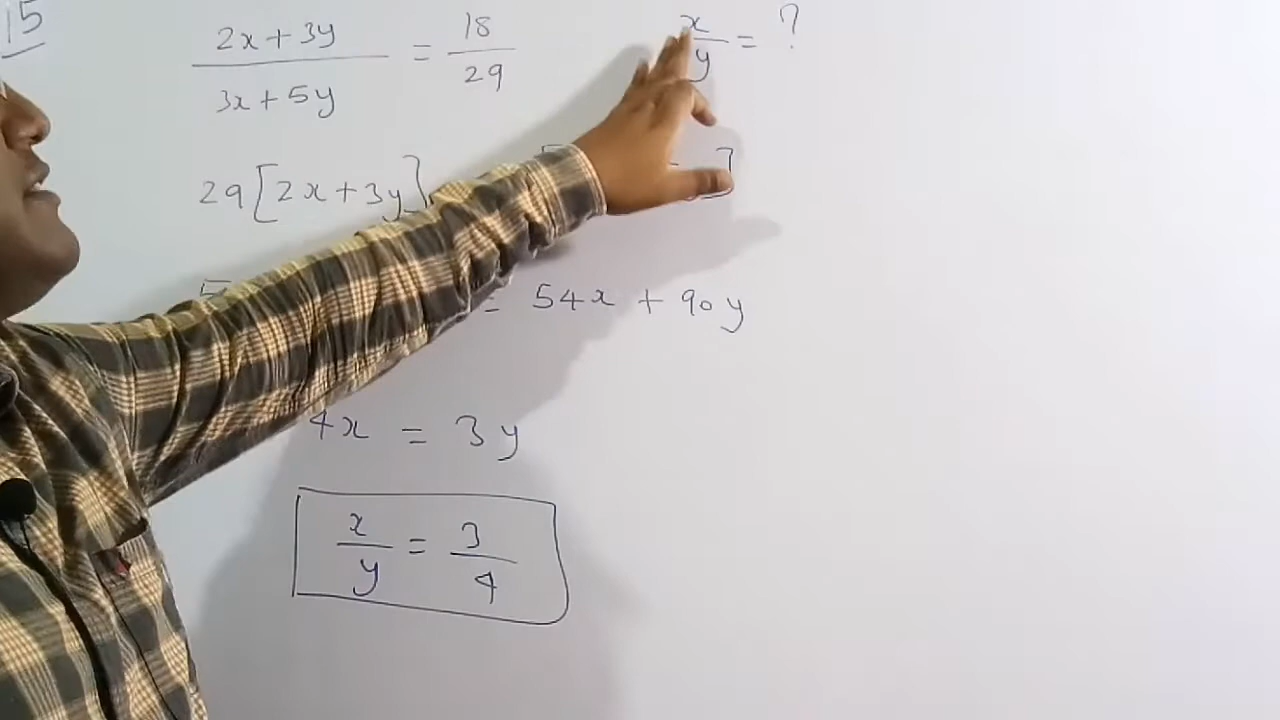 15
(2x + 3y)/(3x + 5y) = 18/29
x/y = ?
29[2x + 3y]
]
= 54x + 90y
4x = 3y
x/y = 3/4